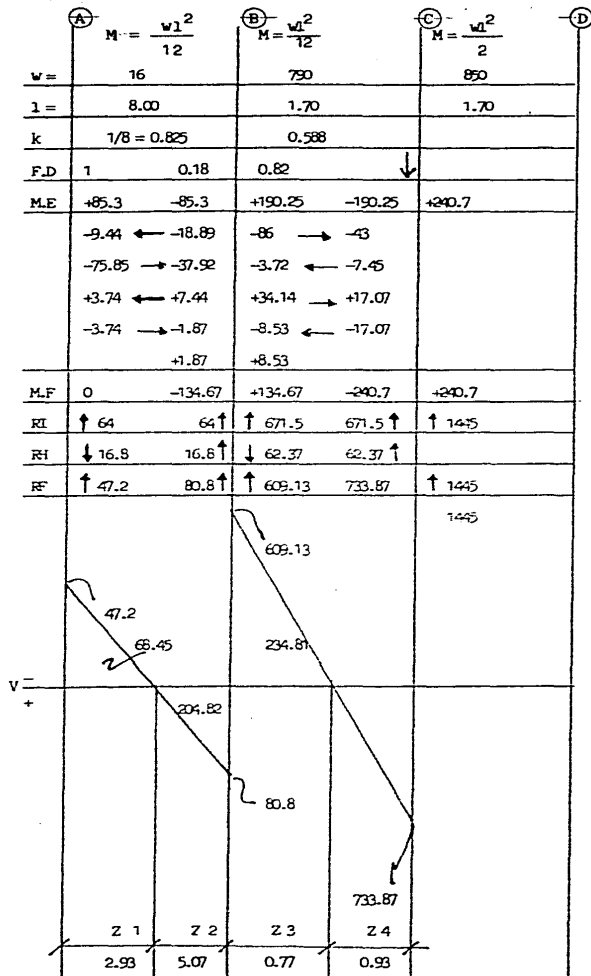 A B C D
M = wl² / 12 M = wl² / 12 M = wl² / 2
w = 16 790 850
l = 8.00 1.70 1.70
k 1/8 = 0.825 0.588
F.D 1 0.18 0.82
M.E +85.3 -85.3 +190.25 -190.25 +240.7
-9.44 ← -18.89 -86 → -43
-75.85 → -37.92 -3.72 ← -7.45
+3.74 ← +7.44 +34.14 → +17.07
-3.74 → -1.87 -8.53 ← -17.07
+1.87 +8.53
M.F 0 -134.67 +134.67 -240.7 +240.7
RI ↑ 64 64 ↑ ↑ 671.5 671.5 ↑ ↑ 1445
RH ↓ 16.8 16.8 ↑ ↓ 62.37 62.37 ↑
RF ↑ 47.2 80.8 ↑ ↑ 609.13 733.87 ↑ 1445
1445
609.13
47.2
68.45 234.81
V - +
204.82
80.8
733.87
Z 1 Z 2 Z 3 Z 4
2.93 5.07 0.77 0.93